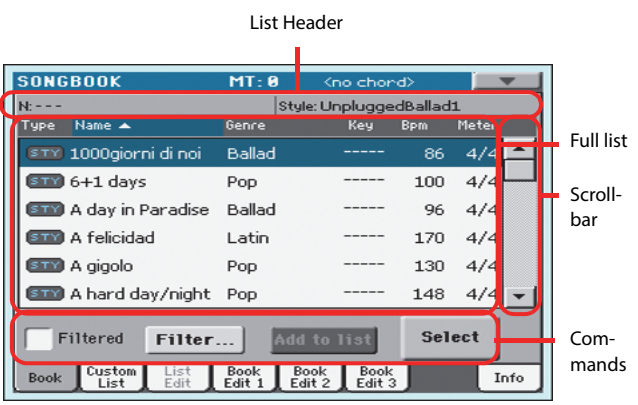 List Header
SONGBOOK MT: 0 <no chord>
N: --- Style: UnpluggedBallad1
Type Name Genre Key Bpm Meter
STY 1000giorni di noi Ballad ----- 86 4/4
STY 6+1 days Pop ----- 100 4/4
STY A day in Paradise Ballad ----- 96 4/4
STY A felicidad Latin ----- 170 4/4
STY A gigolo Pop ----- 130 4/4
STY A hard day/night Pop ----- 148 4/4
Full list
Scroll-
bar
Filtered Filter... Add to list Select
Com-
mands
Book Custom List List Edit Book Edit 1 Book Edit 2 Book Edit 3 Info